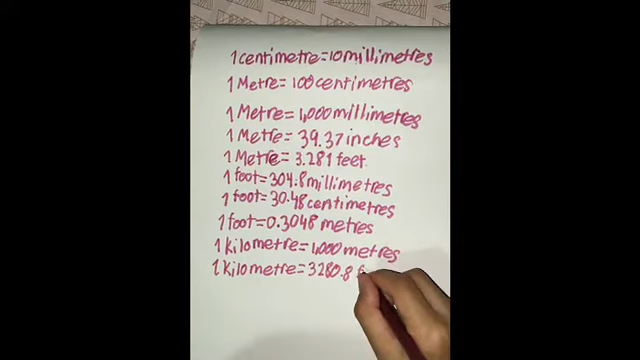 1 centimetre=10 millimetres
1 Metre= 100 centimetres
1 Metre= 1,000 millimetres
1 Metre= 39.37 inches
1 Metre= 3.281 feet.
1 foot=304.8 millimetres
1 foot=30.48 centimetres
1 foot=0.3048 metres
1 kilometre=1,000 metres
1 kilometre=3280.8 f